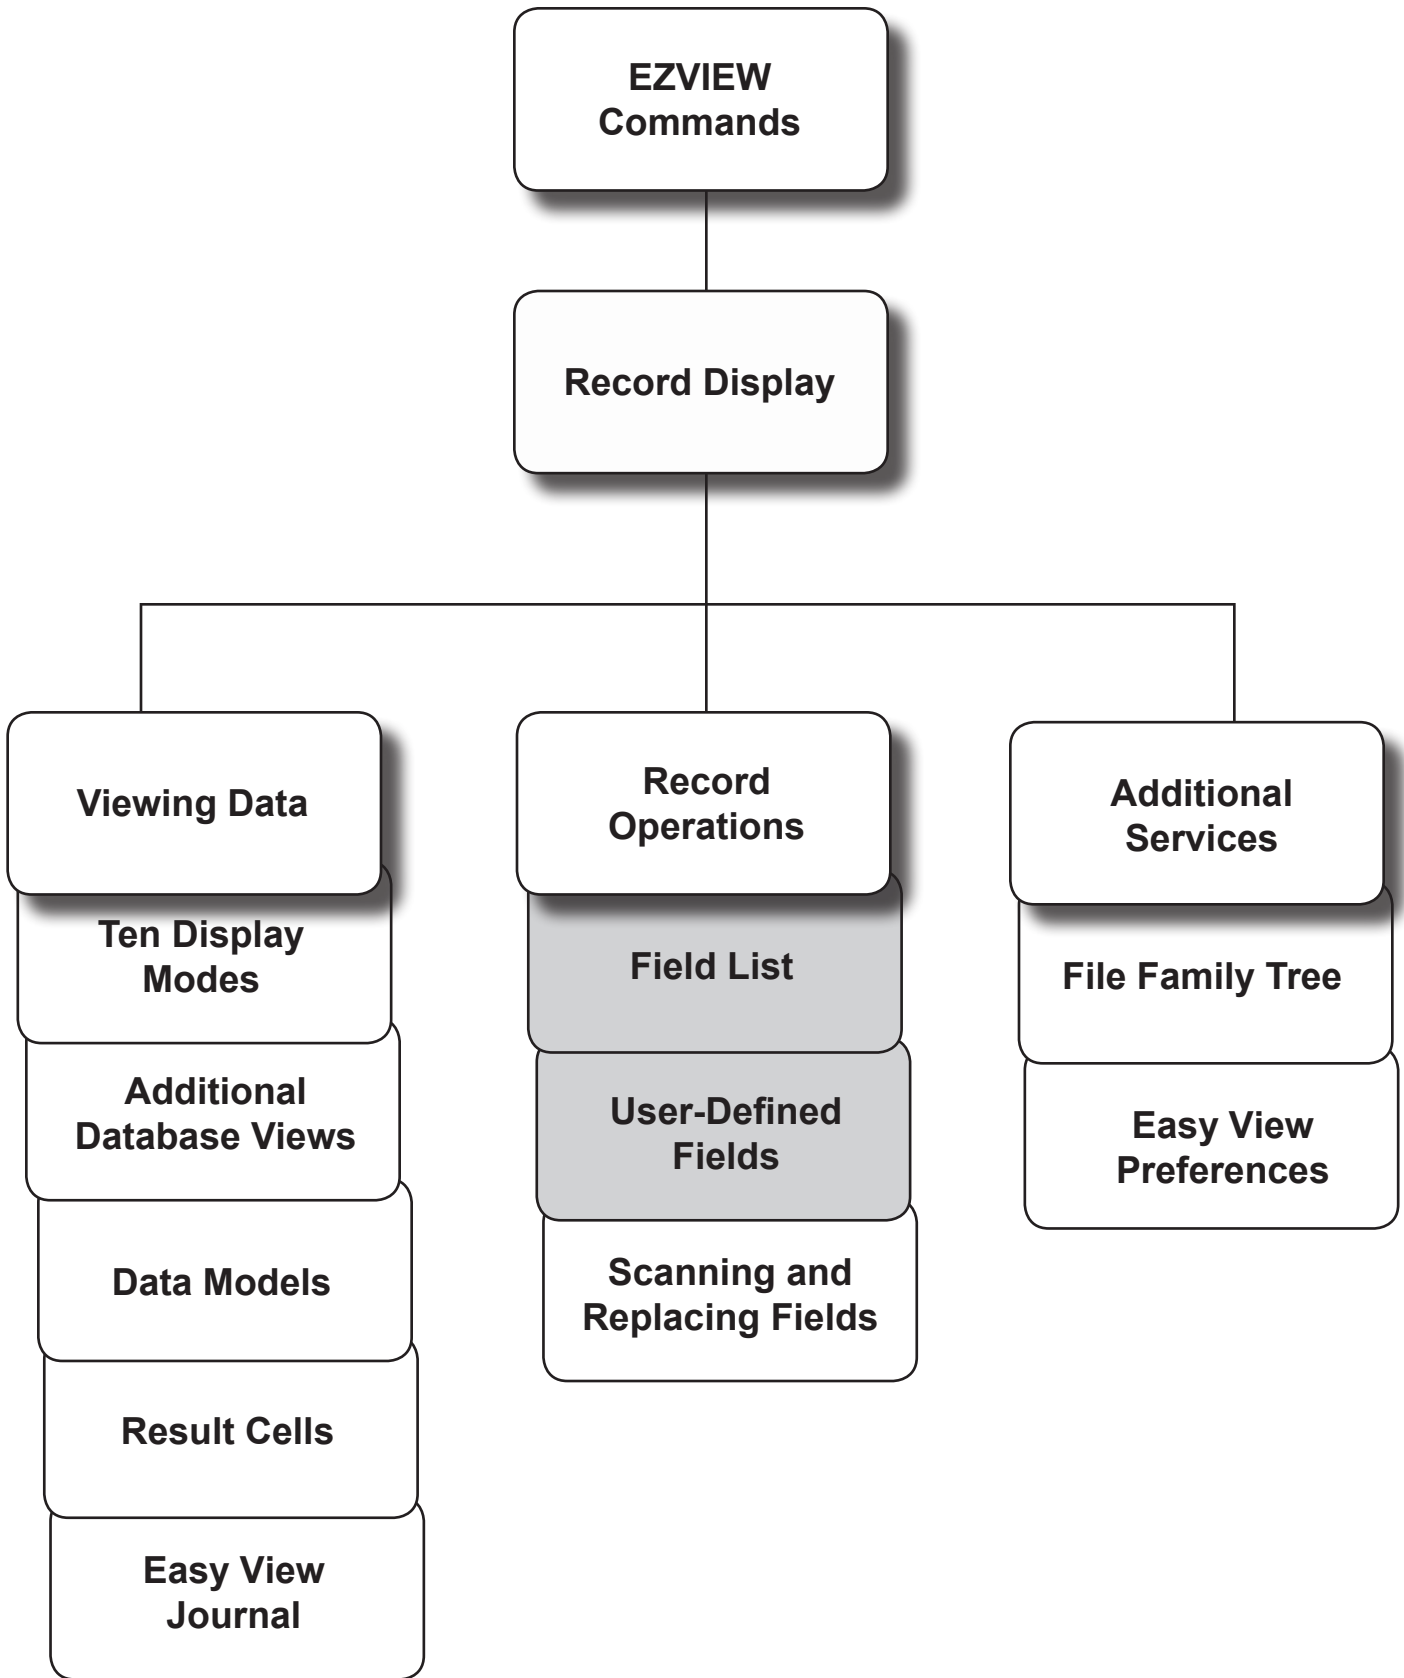 EZVIEW
Commands
Record Display
Viewing Data
Ten Display
Modes
Additional
Database Views
Data Models
Result Cells
Easy View
Journal
Record
Operations
Field List
User-Defined
Fields
Scanning and
Replacing Fields
Additional
Services
File Family Tree
Easy View
Preferences